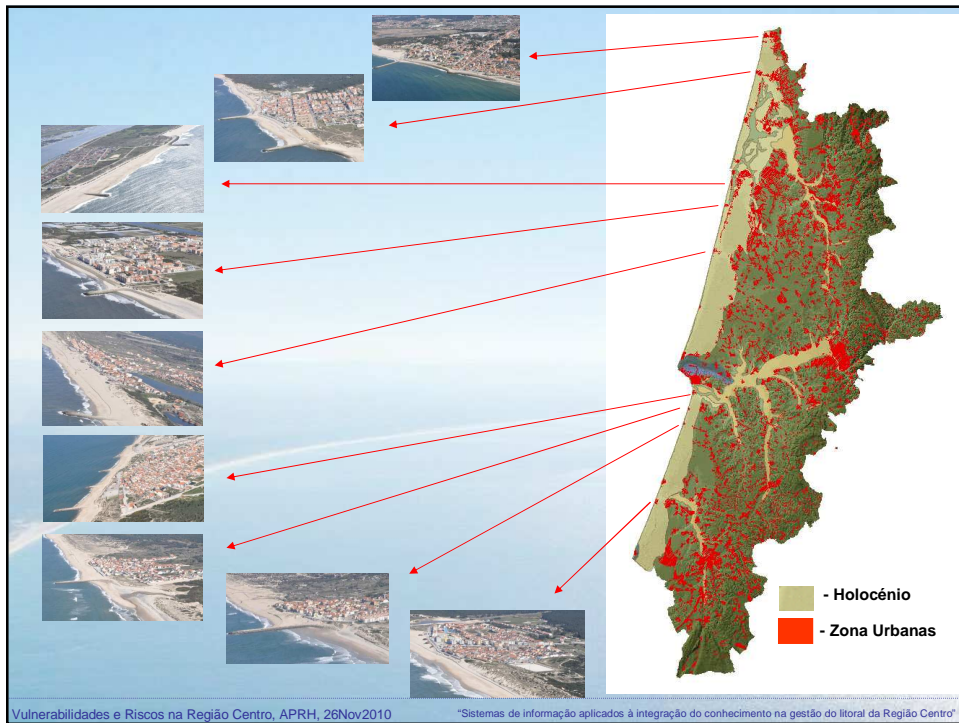 - Holocénio
- Zona Urbanas
Vulnerabilidades e Riscos na Região Centro, APRH, 26Nov2010
"Sistemas de informação aplicados à integração do conhecimento na gestão do litoral da Região Centro"